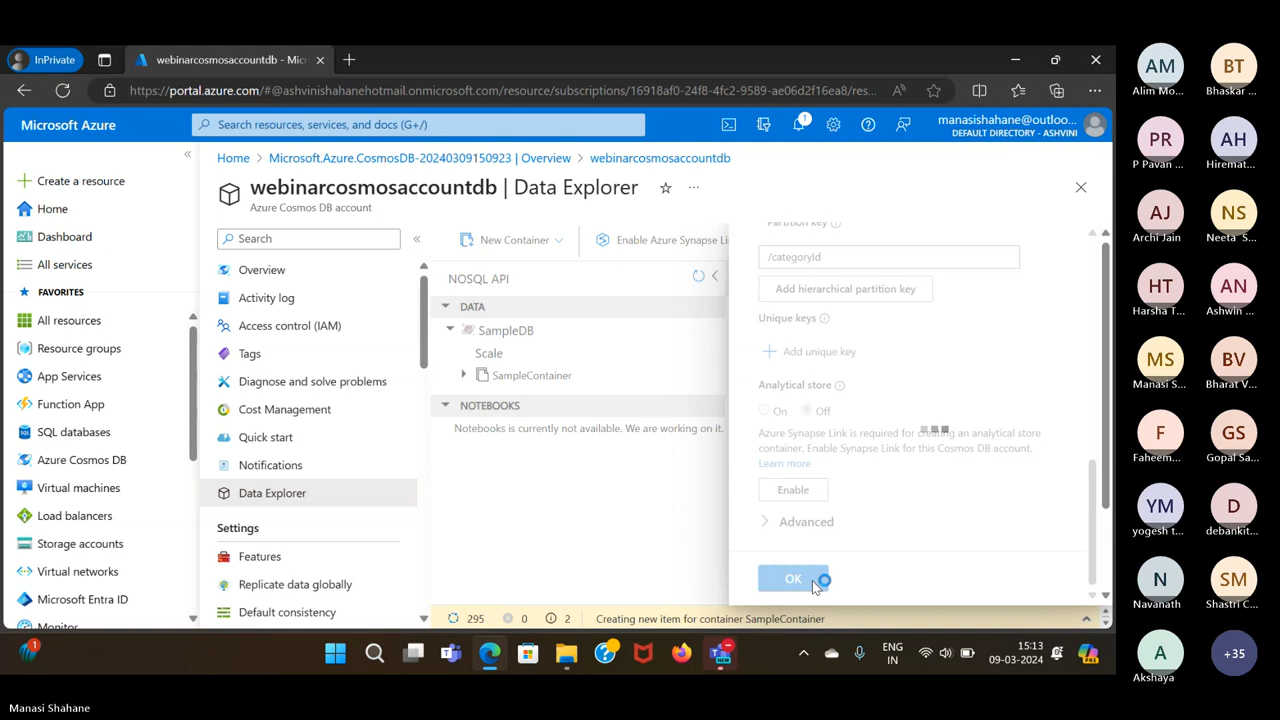 InPrivate
webinarcosmosaccountdb - Mic
https://portal.azure.com/#@ashvinishahanehotmail.onmicrosoft.com/resource/subscriptions/16918af0-24f8-4fc2-9589-ae06d2f16ea8/res...
Microsoft Azure
Search resources, services, and docs (G+/)
1
manasishahane@outloo...
DEFAULT DIRECTORY - ASHVINI
Create a resource
Home
Dashboard
All services
FAVORITES
All resources
Resource groups
App Services
Function App
SQL databases
Azure Cosmos DB
Virtual machines
Load balancers
Storage accounts
Virtual networks
Microsoft Entra ID
Monitor
Home > Microsoft.Azure.CosmosDB-20240309150923 | Overview > webinarcosmosaccountdb
webinarcosmosaccountdb | Data Explorer
Azure Cosmos DB account
Search
Overview
Activity log
Access control (IAM)
Tags
Diagnose and solve problems
Cost Management
Quick start
Notifications
Data Explorer
Settings
Features
Replicate data globally
Default consistency
New Container
Enable Azure Synapse Li
NOSQL API
DATA
SampleDB
Scale
SampleContainer
NOTEBOOKS
Notebooks is currently not available. We are working on it.
Partition key
/categoryId
Add hierarchical partition key
Unique keys
Add unique key
Analytical store
On Off
Azure Synapse Link is required for creating an analytical store
container. Enable Synapse Link for this Cosmos DB account.
Learn more
Enable
Advanced
OK
295 0 2 Creating new item for container SampleContainer
1
NEW
ENG
IN
15:13
09-03-2024
PRE
AM
Alim Mo...
BT
Bhaskar ...
PR
P Pavan ...
AH
Hiremat...
AJ
Archi Jain
NS
Neeta S...
HT
Harsha T...
AN
Ashwin ...
MS
Manasi S...
BV
Bharat V...
F
Faheem...
GS
Gopal Sa...
YM
yogesh t...
D
debankit...
N
Navanath
SM
Shastri C...
A
Akshaya
+35
Manasi Shahane